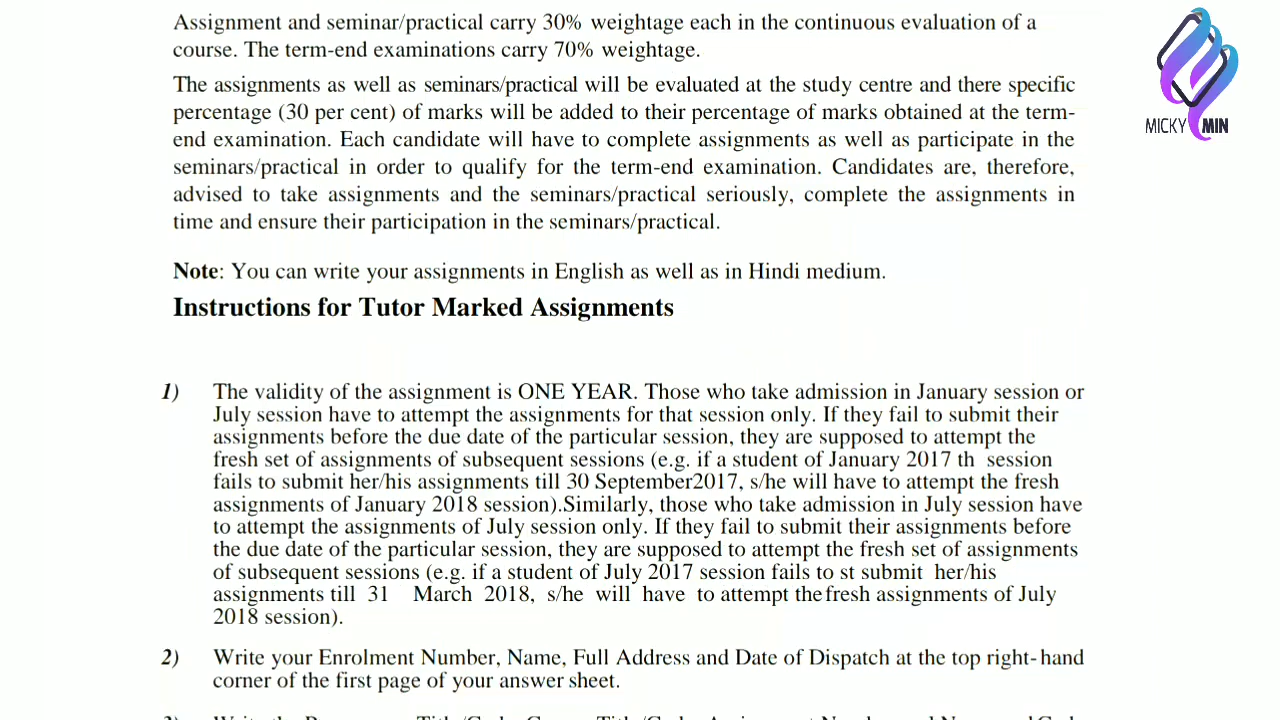 Assignment and seminar/practical carry 30% weightage each in the continuous evaluation of a
course. The term-end examinations carry 70% weightage.
The assignments as well as seminars/practical will be evaluated at the study centre and there specific
percentage (30 per cent) of marks will be added to their percentage of marks obtained at the term-
end examination. Each candidate will have to complete assignments as well as participate in the
seminars/practical in order to qualify for the term-end examination. Candidates are, therefore,
advised to take assignments and the seminars/practical seriously, complete the assignments in
time and ensure their participation in the seminars/practical.
MICKY MIN
Note: You can write your assignments in English as well as in Hindi medium.
Instructions for Tutor Marked Assignments
1) The validity of the assignment is ONE YEAR. Those who take admission in January session or
July session have to attempt the assignments for that session only. If they fail to submit their
assignments before the due date of the particular session, they are supposed to attempt the
fresh set of assignments of subsequent sessions (e.g. if a student of January 2017 th session
fails to submit her/his assignments till 30 September2017, s/he will have to attempt the fresh
assignments of January 2018 session).Similarly, those who take admission in July session have
to attempt the assignments of July session only. If they fail to submit their assignments before
the due date of the particular session, they are supposed to attempt the fresh set of assignments
of subsequent sessions (e.g. if a student of July 2017 session fails to st submit her/his
assignments till 31 March 2018, s/he will have to attempt the fresh assignments of July
2018 session).
2) Write your Enrolment Number, Name, Full Address and Date of Dispatch at the top right-hand
corner of the first page of your answer sheet.